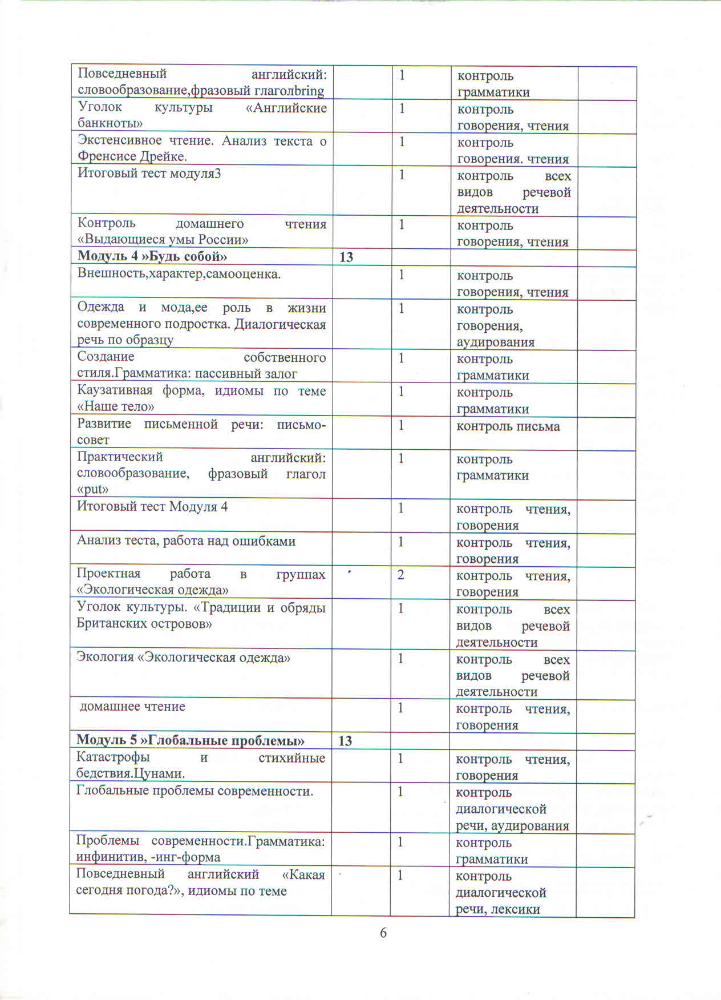 Повседневный английский: 1 контроль
словообразование,фразовый глаголbring грамматики
Уголок культуры «Английские 1 контроль
банкноты» говорения, чтения
Экстенсивное чтение. Анализ текста о 1 контроль
Френсисе Дрейке. говорения. чтения
Итоговый тест модуля3 1 контроль всех
видов речевой
деятельности
Контроль домашнего чтения 1 контроль
«Выдающиеся умы России» говорения, чтения
Модуль 4 »Будь собой» 13
Внешность,характер,самооценка. 1 контроль
говорения, чтения
Одежда и мода,ее роль в жизни 1 контроль
современного подростка. Диалогическая говорения,
речь по образцу аудирования
Создание собственного 1 контроль
стиля.Грамматика: пассивный залог грамматики
Каузативная форма, идиомы по теме 1 контроль
«Наше тело» грамматики
Развитие письменной речи: письмо- 1 контроль письма
совет
Практический английский: 1 контроль
словообразование, фразовый глагол грамматики
«put»
Итоговый тест Модуля 4 1 контроль чтения,
говорения
Анализ теста, работа над ошибками 1 контроль чтения,
говорения
Проектная работа в группах 2 контроль чтения,
«Экологическая одежда» говорения
Уголок культуры. «Традиции и обряды 1 контроль всех
Британских островов» видов речевой
деятельности
Экология «Экологическая одежда» 1 контроль всех
видов речевой
деятельности
домашнее чтение 1 контроль чтения,
говорения
Модуль 5 »Глобальные проблемы» 13
Катастрофы и стихийные 1 контроль чтения,
бедствия.Цунами. говорения
Глобальные проблемы современности. 1 контроль
диалогической
речи, аудирования
Проблемы современности.Грамматика: 1 контроль
инфинитив, -инг-форма грамматики
Повседневный английский «Какая 1 контроль
сегодня погода?», идиомы по теме диалогической
речи, лексики
6